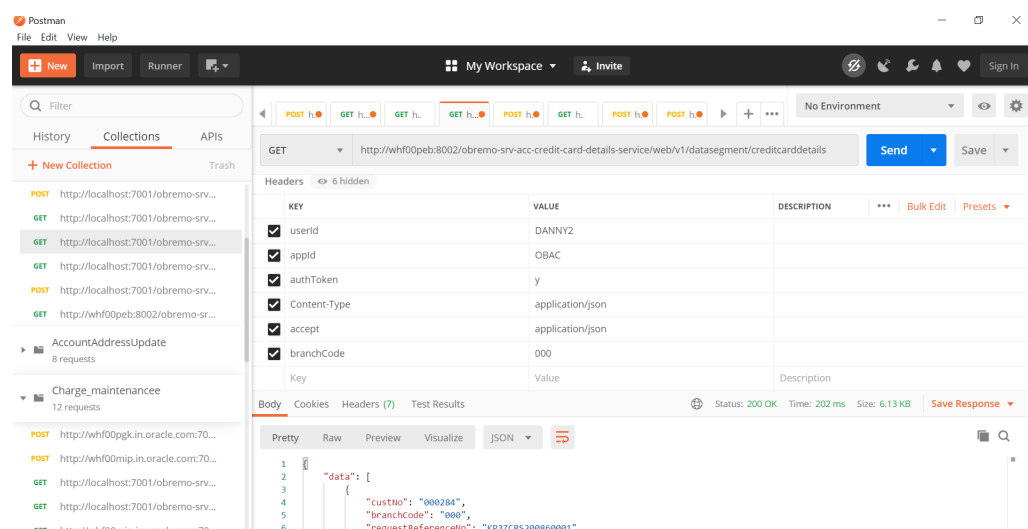 Postman
File Edit View Help
New Import Runner My Workspace Invite Sign In
Filter
History Collections APIs
New Collection Trash
POST http://localhost:7001/obremo-srv...
GET http://localhost:7001/obremo-srv...
GET http://localhost:7001/obremo-srv...
GET http://localhost:7001/obremo-srv...
POST http://localhost:7001/obremo-srv...
GET http://whf00peb:8002/obremo-sr...
AccountAddressUpdate
8 requests
Charge_maintenancee
12 requests
POST http://whf00pgk.in.oracle.com:70...
POST http://whf00mip.in.oracle.com:70...
GET http://localhost:7001/obremo-srv...
GET http://localhost:7001/obremo-srv...
POST h. GET h... GET h.. GET h... POST h. GET h.. POST h. POST h. + ... No Environment
GET http://whf00peb:8002/obremo-srv-acc-credit-card-details-service/web/v1/datasegment/creditcarddetails Send Save
Headers 6 hidden
KEY VALUE DESCRIPTION ... Bulk Edit Presets
userId DANNY2
appId OBAC
authToken y
Content-Type application/json
accept application/json
branchCode 000
Key Value Description
Body Cookies Headers (7) Test Results Status: 200 OK Time: 202 ms Size: 6.13 KB Save Response
Pretty Raw Preview Visualize JSON
1 {
2 "data": [
3 {
4 "custNo": "000284",
5 "branchCode": "000",
6 "requestReferenceNo": "KP37CRS200860001"